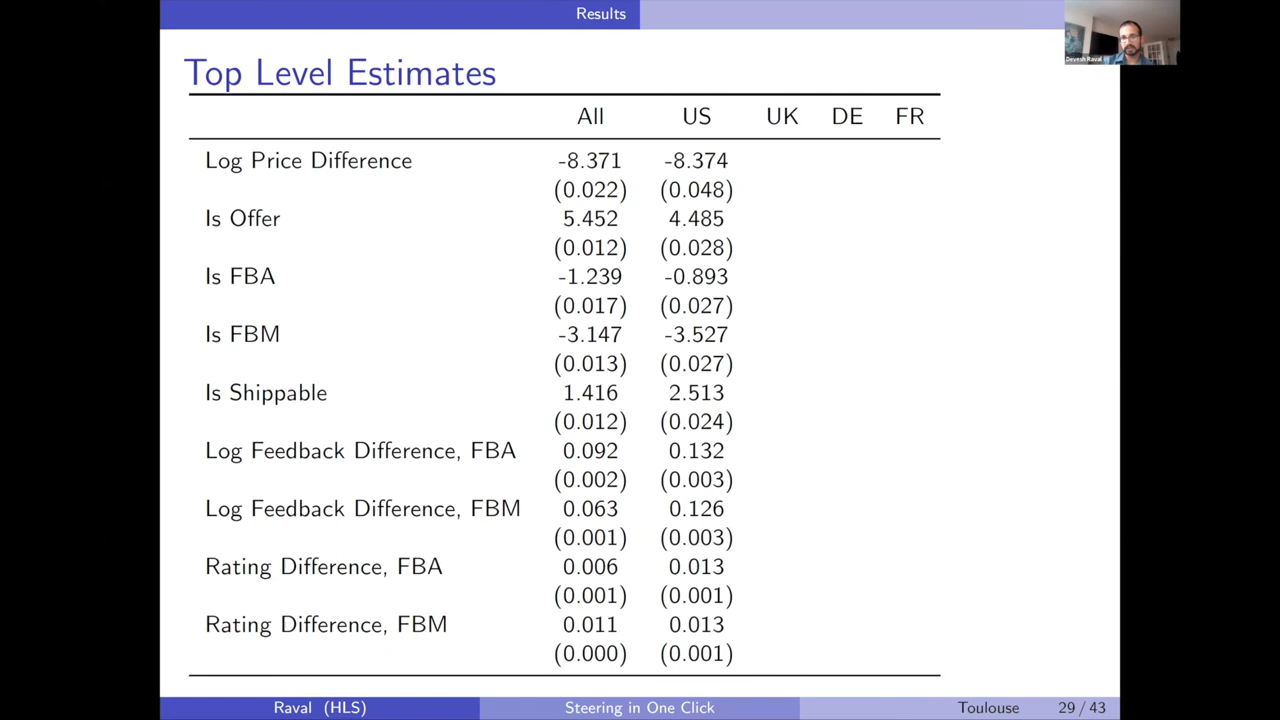 Results
Devesh Raval
Top Level Estimates
All US UK DE FR
Log Price Difference -8.371 -8.374
(0.022) (0.048)
Is Offer 5.452 4.485
(0.012) (0.028)
Is FBA -1.239 -0.893
(0.017) (0.027)
Is FBM -3.147 -3.527
(0.013) (0.027)
Is Shippable 1.416 2.513
(0.012) (0.024)
Log Feedback Difference, FBA 0.092 0.132
(0.002) (0.003)
Log Feedback Difference, FBM 0.063 0.126
(0.001) (0.003)
Rating Difference, FBA 0.006 0.013
(0.001) (0.001)
Rating Difference, FBM 0.011 0.013
(0.000) (0.001)
Raval (HLS) Steering in One Click Toulouse 29 / 43